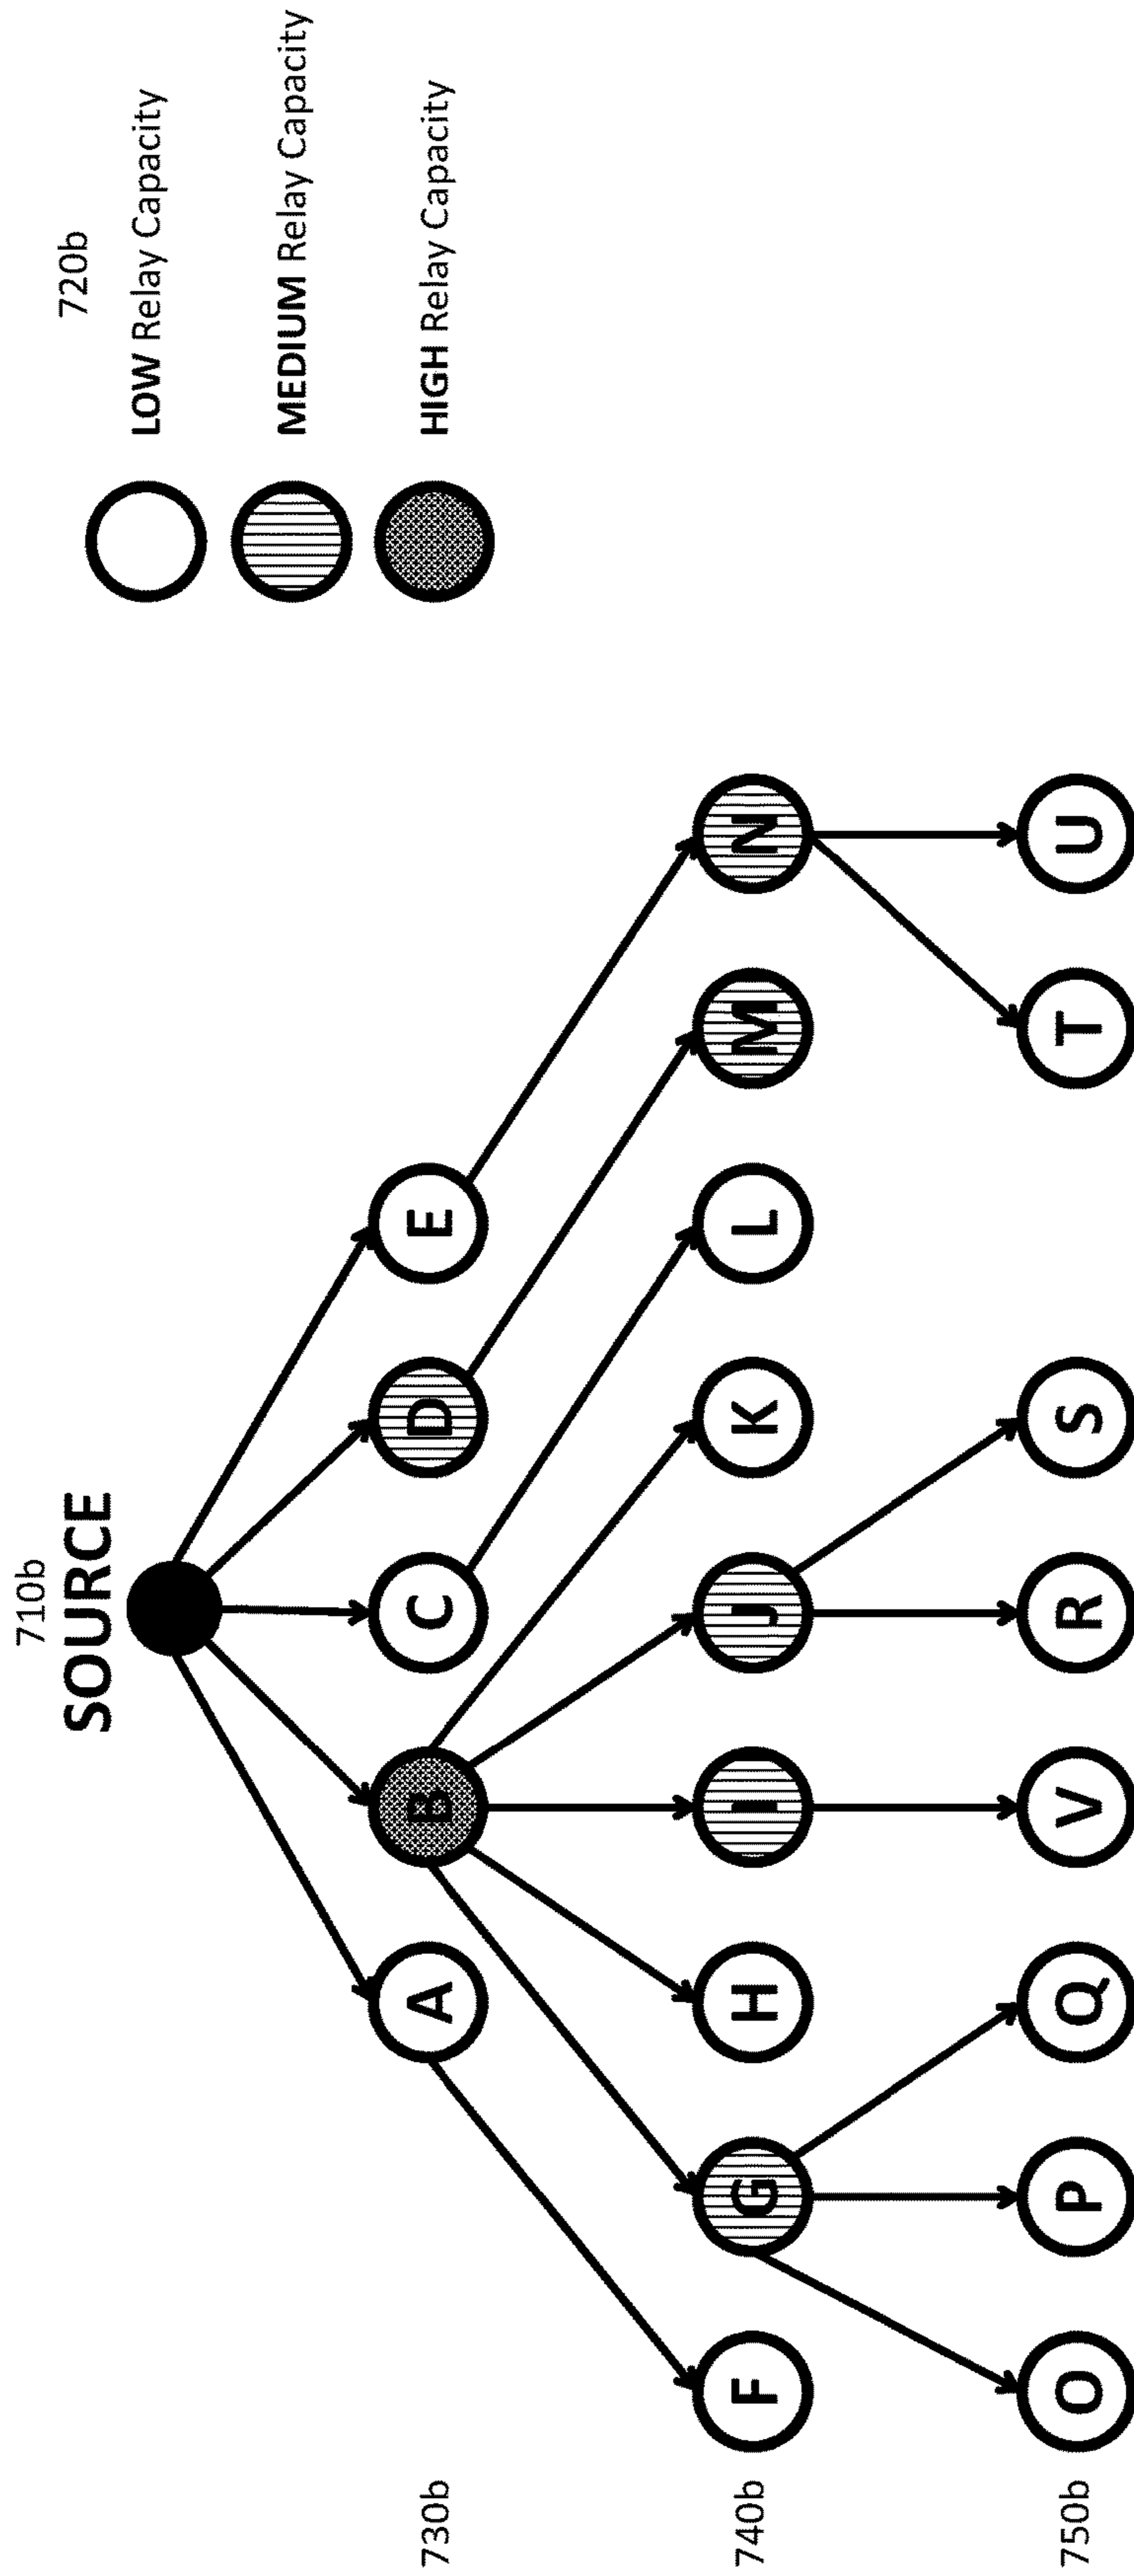 710b
SOURCE
720b
LOW Relay Capacity
MEDIUM Relay Capacity
HIGH Relay Capacity
730b
A
B
C
D
E
740b
F
G
H
I
J
K
L
M
N
750b
O
P
Q
V
R
S
T
U